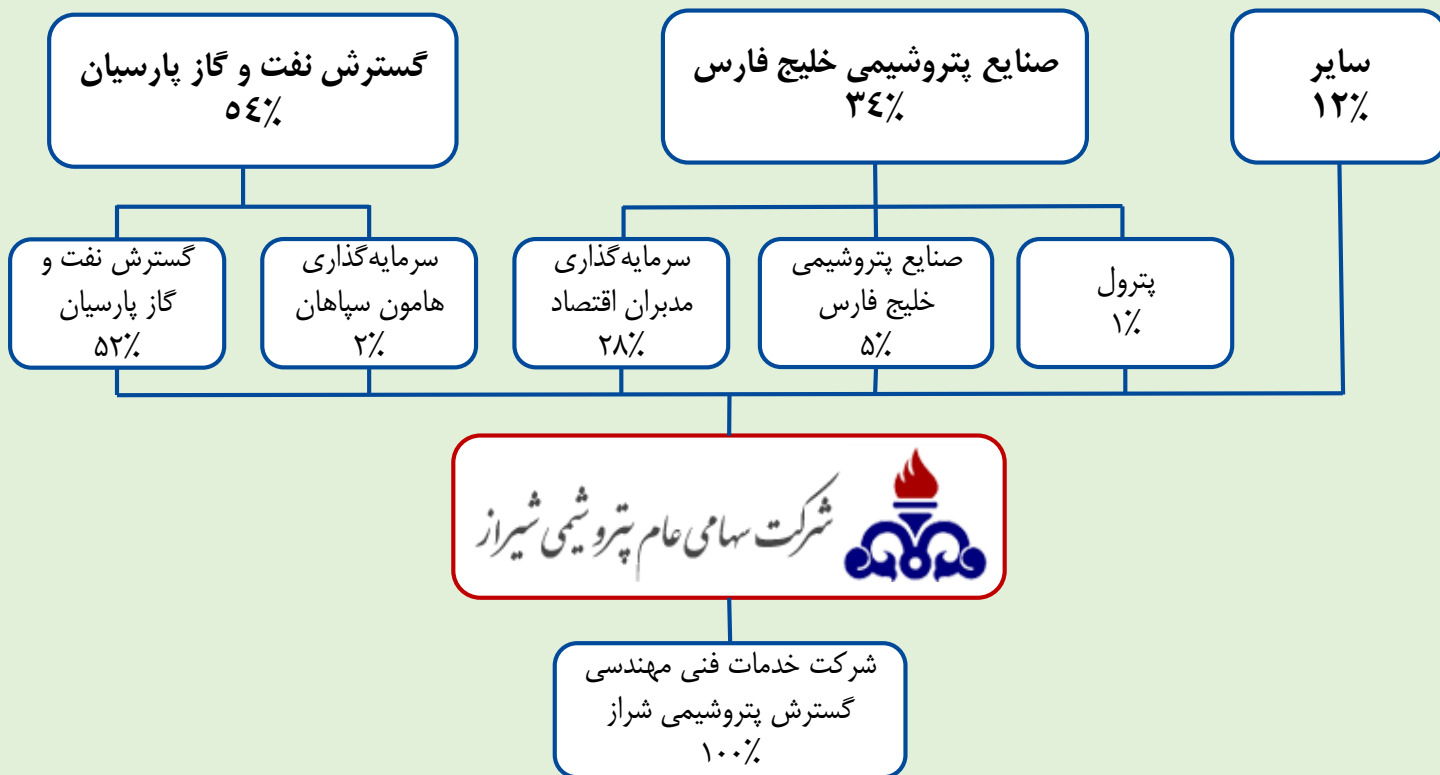 سایر
۱۲٪
صنایع پتروشیمی خلیج فارس
۳٤٪
گسترش نفت و گاز پارسیان
٥٤٪
پترول
۱٪
صنایع پتروشیمی
خلیج فارس
۵٪
سرمایه‌گذاری
مدبران اقتصاد
۲۸٪
سرمایه‌گذاری
هامون سپاهان
۲٪
گسترش نفت و
گاز پارسیان
۵۲٪
شرکت سهامی عام پتروشیمی شیراز
شرکت خدمات فنی مهندسی
گسترش پتروشیمی شراز
۱۰۰٪